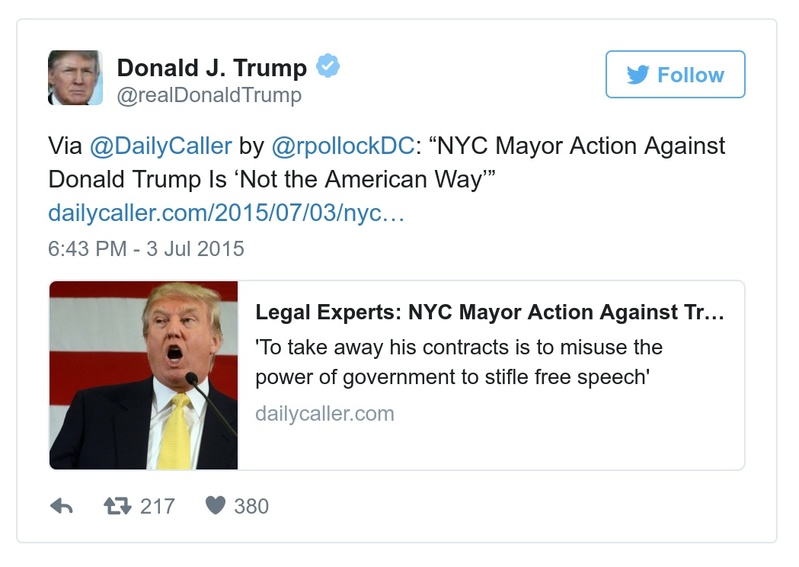 Donald J. Trump
@realDonaldTrump
Follow
Via @DailyCaller by @rpollockDC: “NYC Mayor Action Against
Donald Trump Is ‘Not the American Way’”
dailycaller.com/2015/07/03/nyc…
6:43 PM - 3 Jul 2015
Legal Experts: NYC Mayor Action Against Tr…
'To take away his contracts is to misuse the
power of government to stifle free speech'
dailycaller.com
217 380